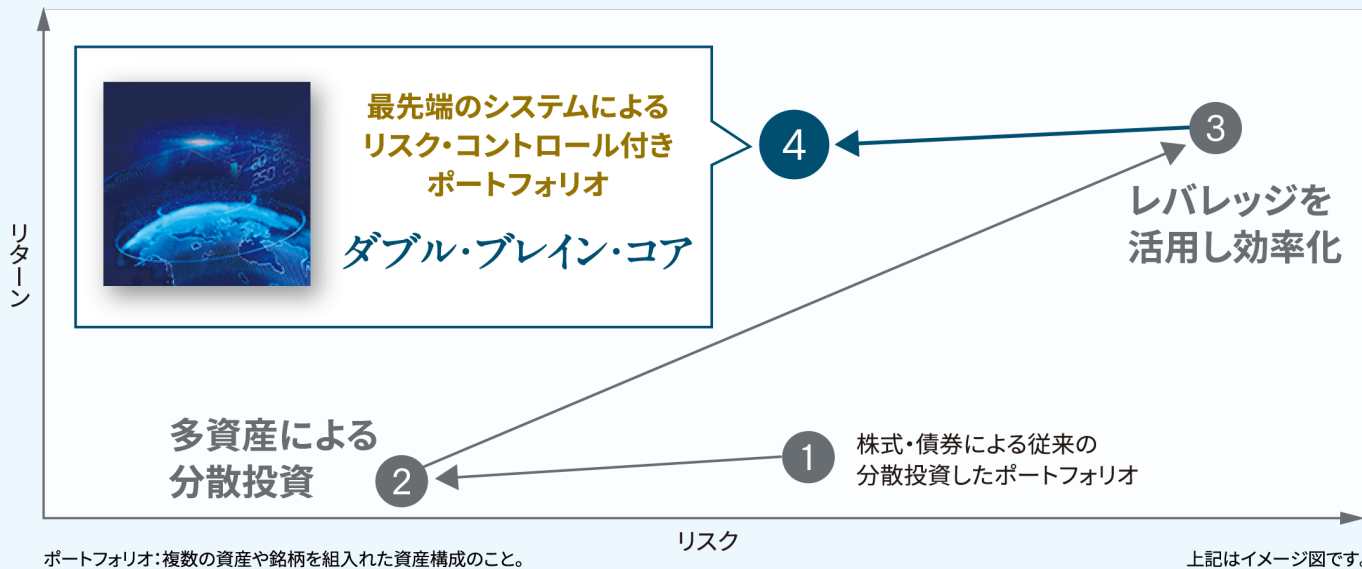 最先端のシステムによる
リスク・コントロール付き
ポートフォリオ
ダブル・ブレイン・コア
4
3
レバレッジを
活用し効率化
リターン
多資産による
分散投資
2
1
株式・債券による従来の
分散投資したポートフォリオ
リスク
ポートフォリオ：複数の資産や銘柄を組入れた資産構成のこと。
上記はイメージ図です。